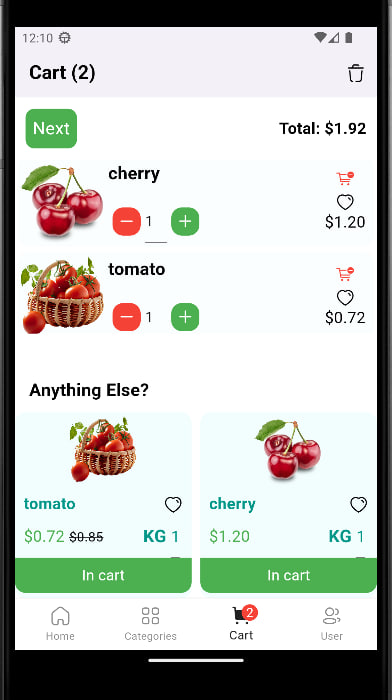 12:10
Cart (2)
Next
Total: $1.92
cherry
1
$1.20
tomato
1
$0.72
Anything Else?
tomato
$0.72 $0.85 KG 1
In cart
cherry
$1.20 KG 1
In cart
Home
Categories
2
Cart
User